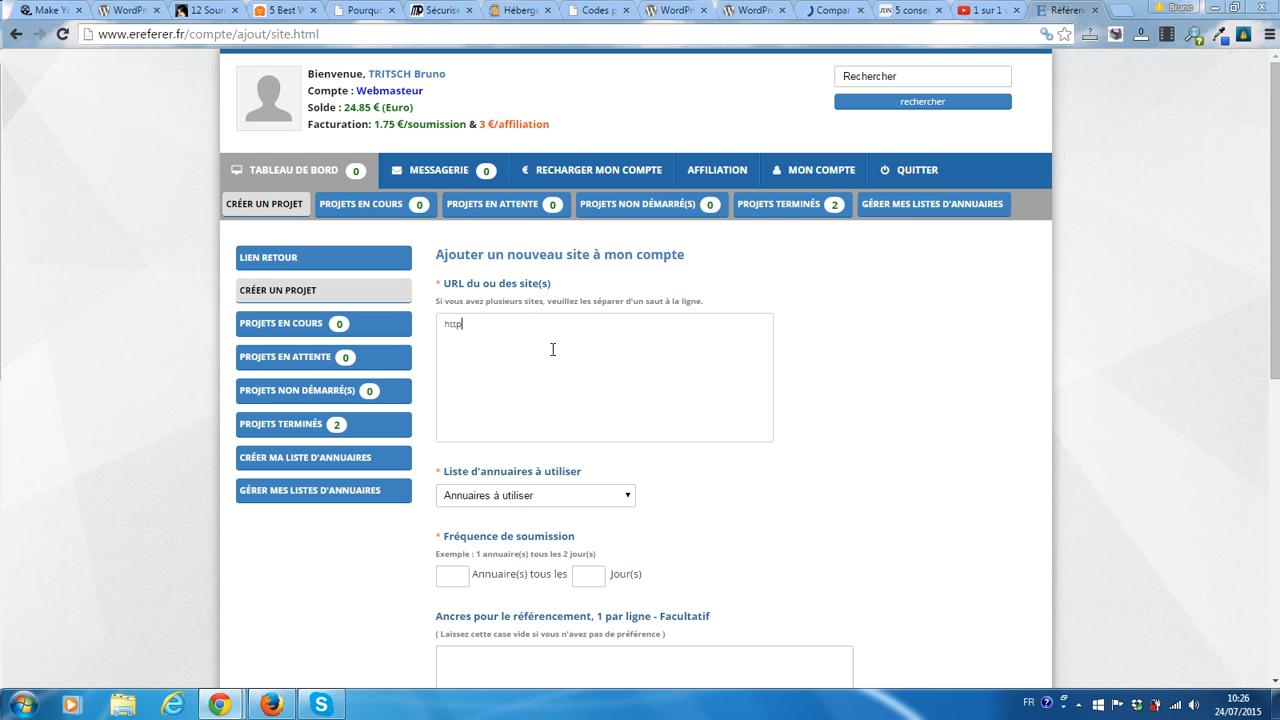 Make Yo
WordPre
12 Soun
5 Best W
Pourquo
Sécurise
Héberge
Codes p
WordPr
WordPr
Compar
5 conse
1 sur 1
Référen
Bruno
www.ereferer.fr/compte/ajout/site.html
Bienvenue, TRITSCH Bruno
Compte : Webmasteur
Solde : 24.85 € (Euro)
Facturation: 1.75 €/soumission & 3 €/affiliation
Rechercher
rechercher
TABLEAU DE BORD 0
MESSAGERIE 0
€ RECHARGER MON COMPTE
AFFILIATION
MON COMPTE
QUITTER
CRÉER UN PROJET
PROJETS EN COURS 0
PROJETS EN ATTENTE 0
PROJETS NON DÉMARRÉ(S) 0
PROJETS TERMINÉS 2
GÉRER MES LISTES D'ANNUAIRES
LIEN RETOUR
CRÉER UN PROJET
PROJETS EN COURS 0
PROJETS EN ATTENTE 0
PROJETS NON DÉMARRÉ(S) 0
PROJETS TERMINÉS 2
CRÉER MA LISTE D'ANNUAIRES
GÉRER MES LISTES D'ANNUAIRES
Ajouter un nouveau site à mon compte
* URL du ou des site(s)
Si vous avez plusieurs sites, veuillez les séparer d'un saut à la ligne.
http
* Liste d'annuaires à utiliser
Annuaires à utiliser
* Fréquence de soumission
Exemple : 1 annuaire(s) tous les 2 jour(s)
Annuaire(s) tous les Jour(s)
Ancres pour le référencement, 1 par ligne - Facultatif
( Laissez cette case vide si vous n'avez pas de préférence )
FR
10:26
24/07/2015